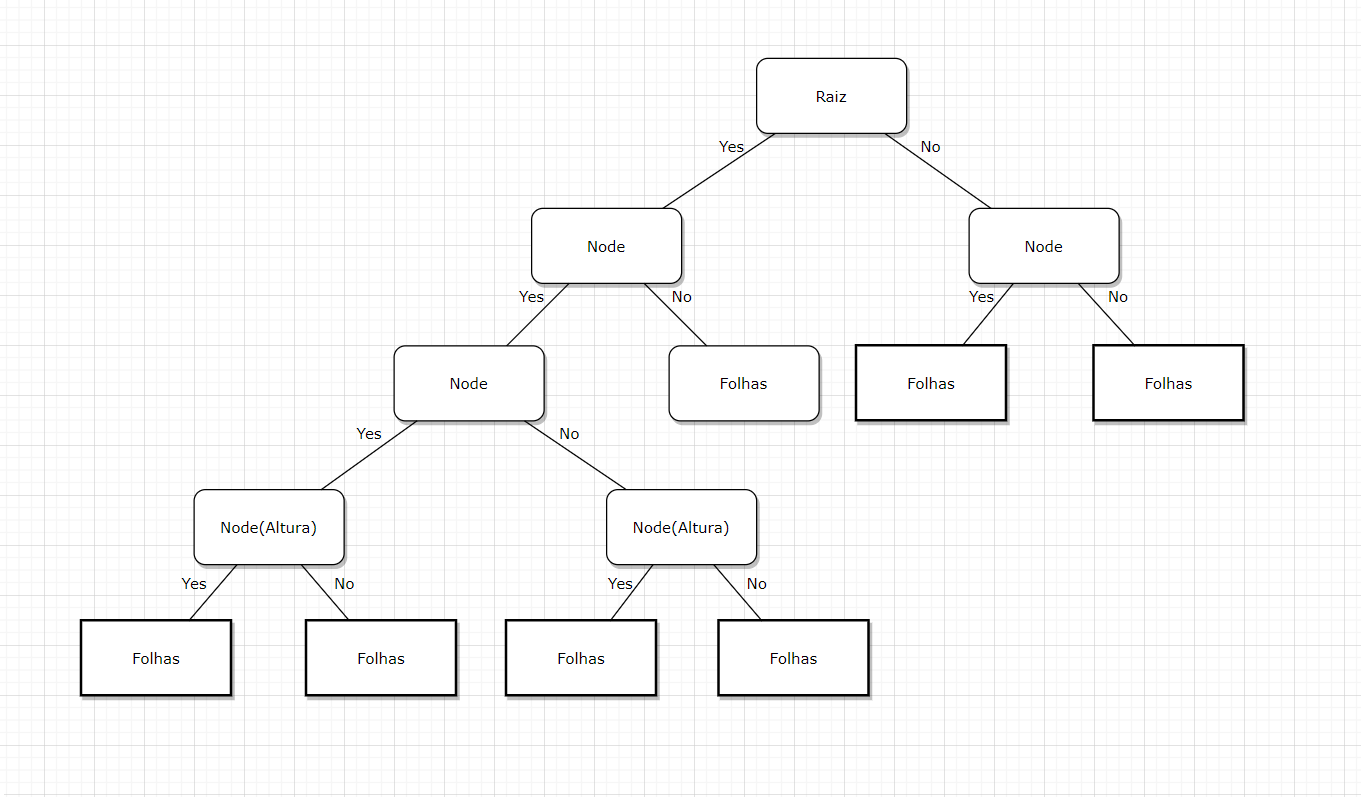 Raiz
Yes
No
Node
Node
Yes
No
Yes
No
Node
Folhas
Folhas
Folhas
Yes
No
Node(Altura)
Node(Altura)
Yes
No
Yes
No
Folhas
Folhas
Folhas
Folhas